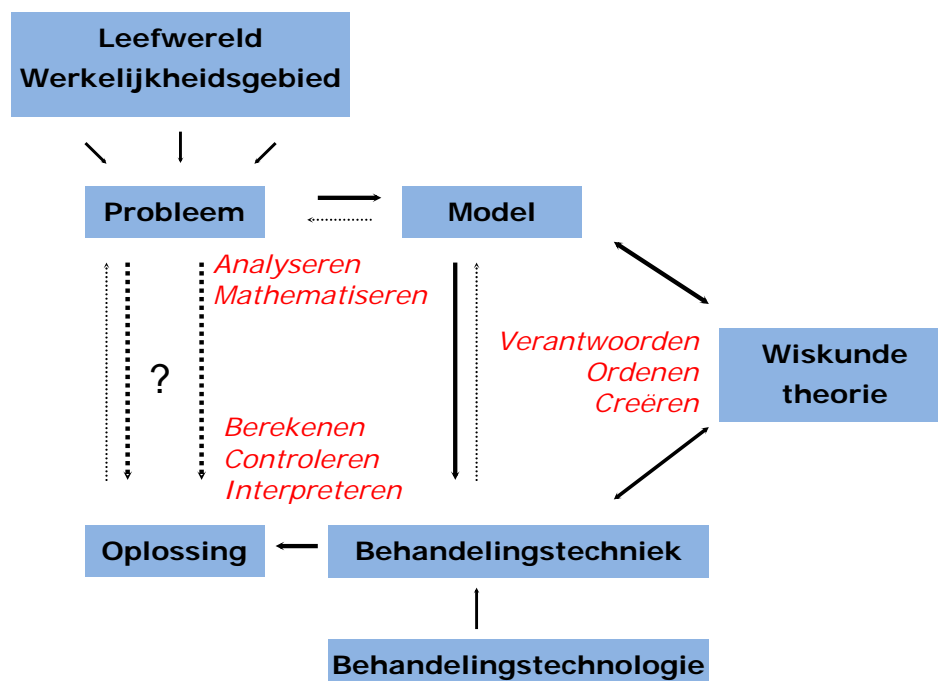 Leefwereld
Werkelijkheidsgebied
Probleem
Model
Analyseren
Mathematiseren
Verantwoorden
Ordenen
Creëren
Wiskunde
theorie
?
Berekenen
Controleren
Interpreteren
Oplossing
Behandelingstechniek
Behandelingstechnologie